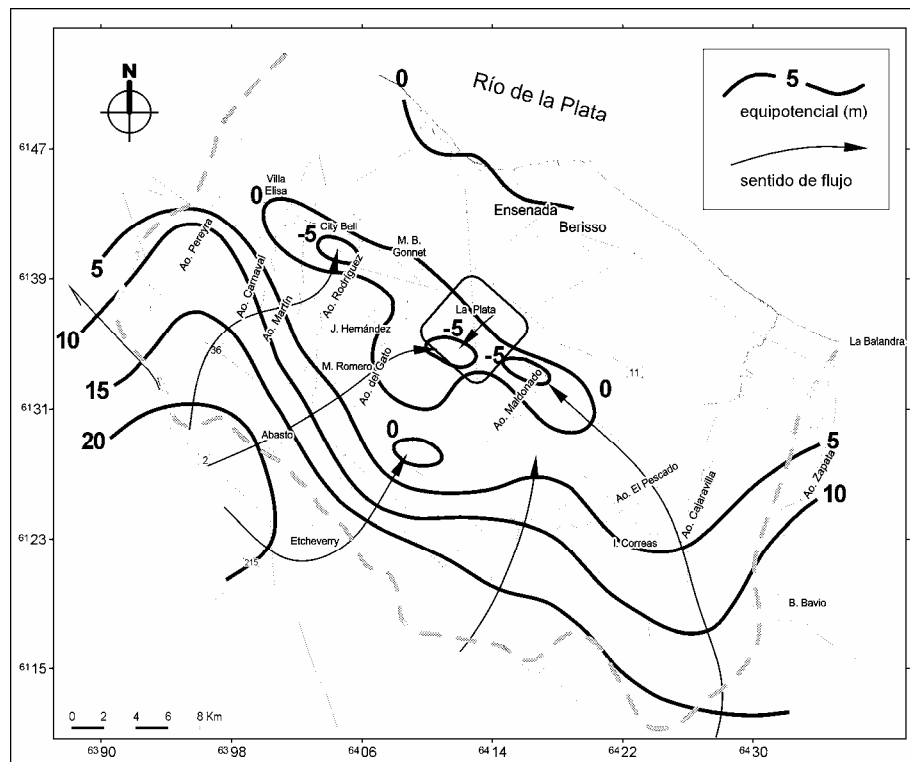 N
0
Río de la Plata
5
equipotencial (m)
sentido de flujo
6147
Villa
Elisa
0
Ensenada
Berisso
City Bell
-5
M. B.
Gonnet
Ao. Pereyra
5
6139
Ao. Carnaval
Ao. Martín
Ao. Rodríguez
10
La Plata
J. Hernández
-5
La Balandra
36
-5
M. Romero
Ao. del Gato
11
15
Ao. Maldonado
0
6131
20
Abasto
0
5
2
Ao. El Pescado
Ao. Zapata
10
Ao. Cajaravilla
6123
Etcheverry
I. Correas
215
B. Bavio
6115
0 2 4 6 8 Km
6390 6398 6406 6414 6422 6430